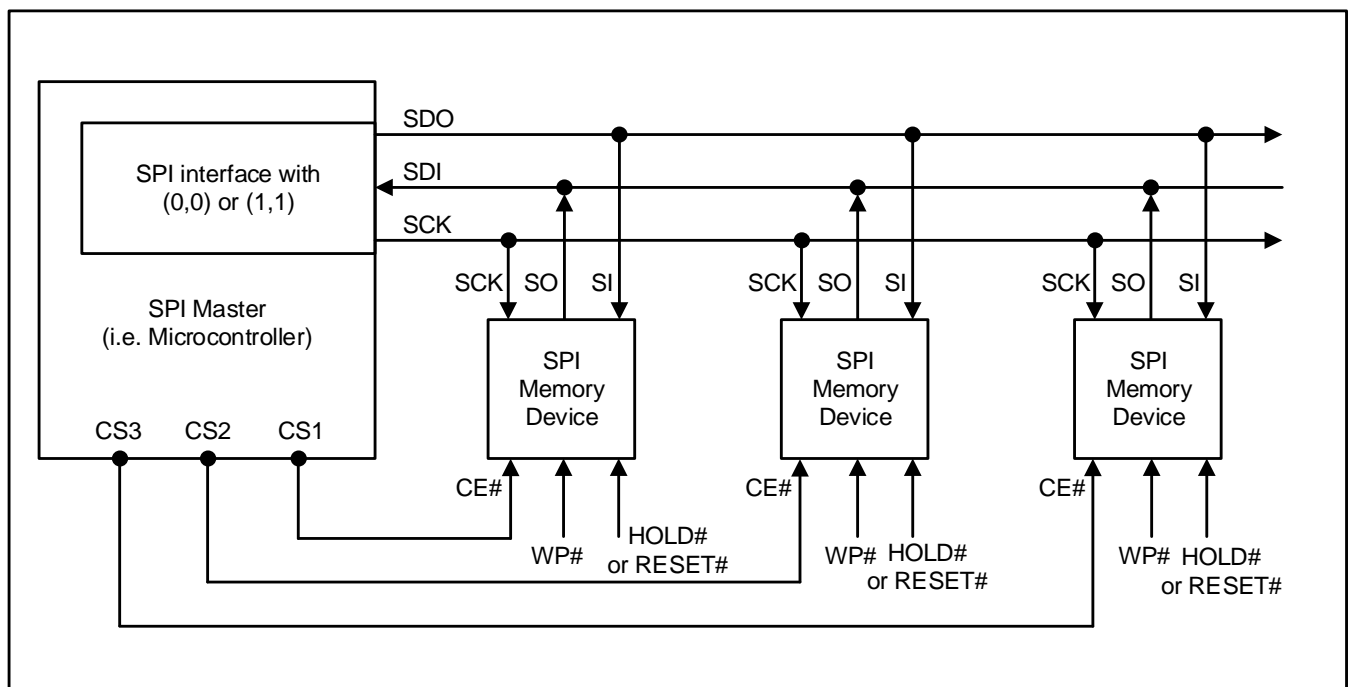 SDO
SPI interface with
(0,0) or (1,1)
SDI
SCK
SPI Master
(i.e. Microcontroller)
SCK SO SI
SCK SO SI
SCK SO SI
SPI
Memory
Device
SPI
Memory
Device
SPI
Memory
Device
CS3 CS2 CS1
CE#
WP#
HOLD#
or RESET#
CE#
WP#
HOLD#
or RESET#
CE#
WP#
HOLD#
or RESET#